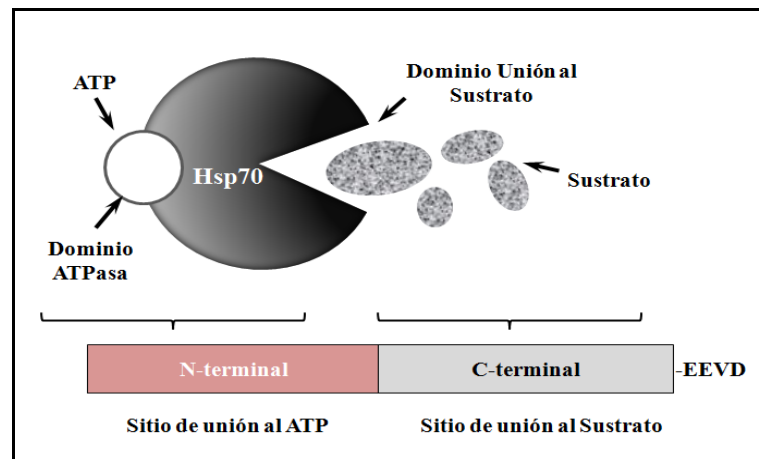 ATP
Dominio Unión al
Sustrato
Hsp70
Sustrato
Dominio
ATPasa
N-terminal
C-terminal
-EEVD
Sitio de unión al ATP
Sitio de unión al Sustrato